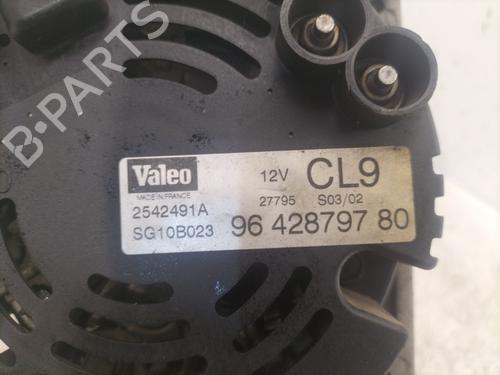 B-PARTS
Valeo
MADE IN FRANCE
12V CL9
2542491A 27795 S03/02
SG10B023 96 428797 80